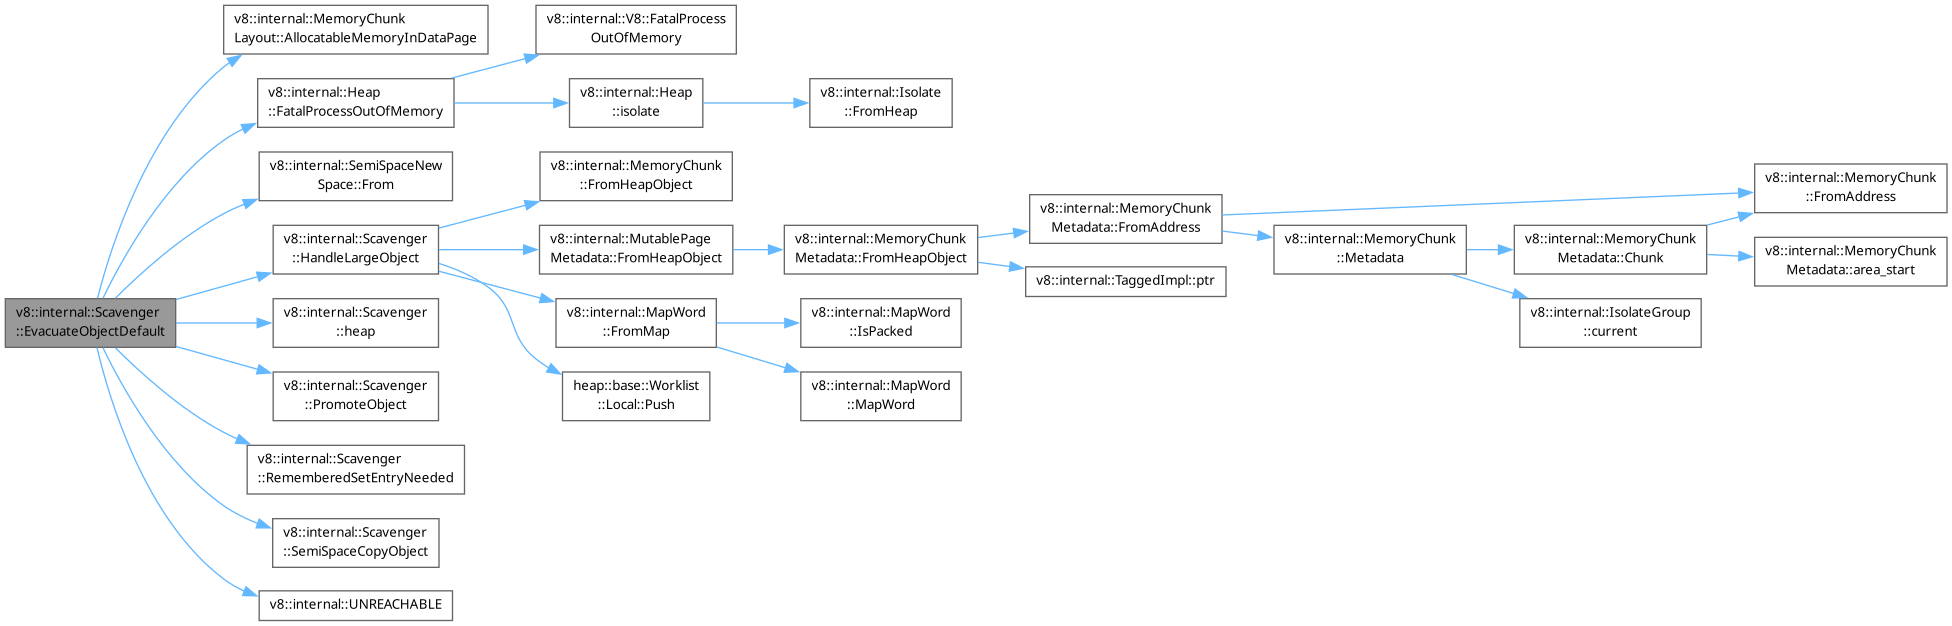 v8::internal::Scavenger
::EvacuateObjectDefault
v8::internal::MemoryChunk
Layout::AllocatableMemoryInDataPage
v8::internal::Heap
::FatalProcessOutOfMemory
v8::internal::V8::FatalProcess
OutOfMemory
v8::internal::Heap
::isolate
v8::internal::Isolate
::FromHeap
v8::internal::SemiSpaceNew
Space::From
v8::internal::Scavenger
::HandleLargeObject
v8::internal::MemoryChunk
::FromHeapObject
v8::internal::MutablePage
Metadata::FromHeapObject
v8::internal::MemoryChunk
Metadata::FromHeapObject
v8::internal::MemoryChunk
Metadata::FromAddress
v8::internal::MemoryChunk
::FromAddress
v8::internal::MemoryChunk
::Metadata
v8::internal::MemoryChunk
Metadata::Chunk
v8::internal::MemoryChunk
Metadata::area_start
v8::internal::IsolateGroup
::current
v8::internal::TaggedImpl::ptr
v8::internal::MapWord
::FromMap
v8::internal::MapWord
::IsPacked
v8::internal::MapWord
::MapWord
heap::base::Worklist
::Local::Push
v8::internal::Scavenger
::heap
v8::internal::Scavenger
::PromoteObject
v8::internal::Scavenger
::RememberedSetEntryNeeded
v8::internal::Scavenger
::SemiSpaceCopyObject
v8::internal::UNREACHABLE